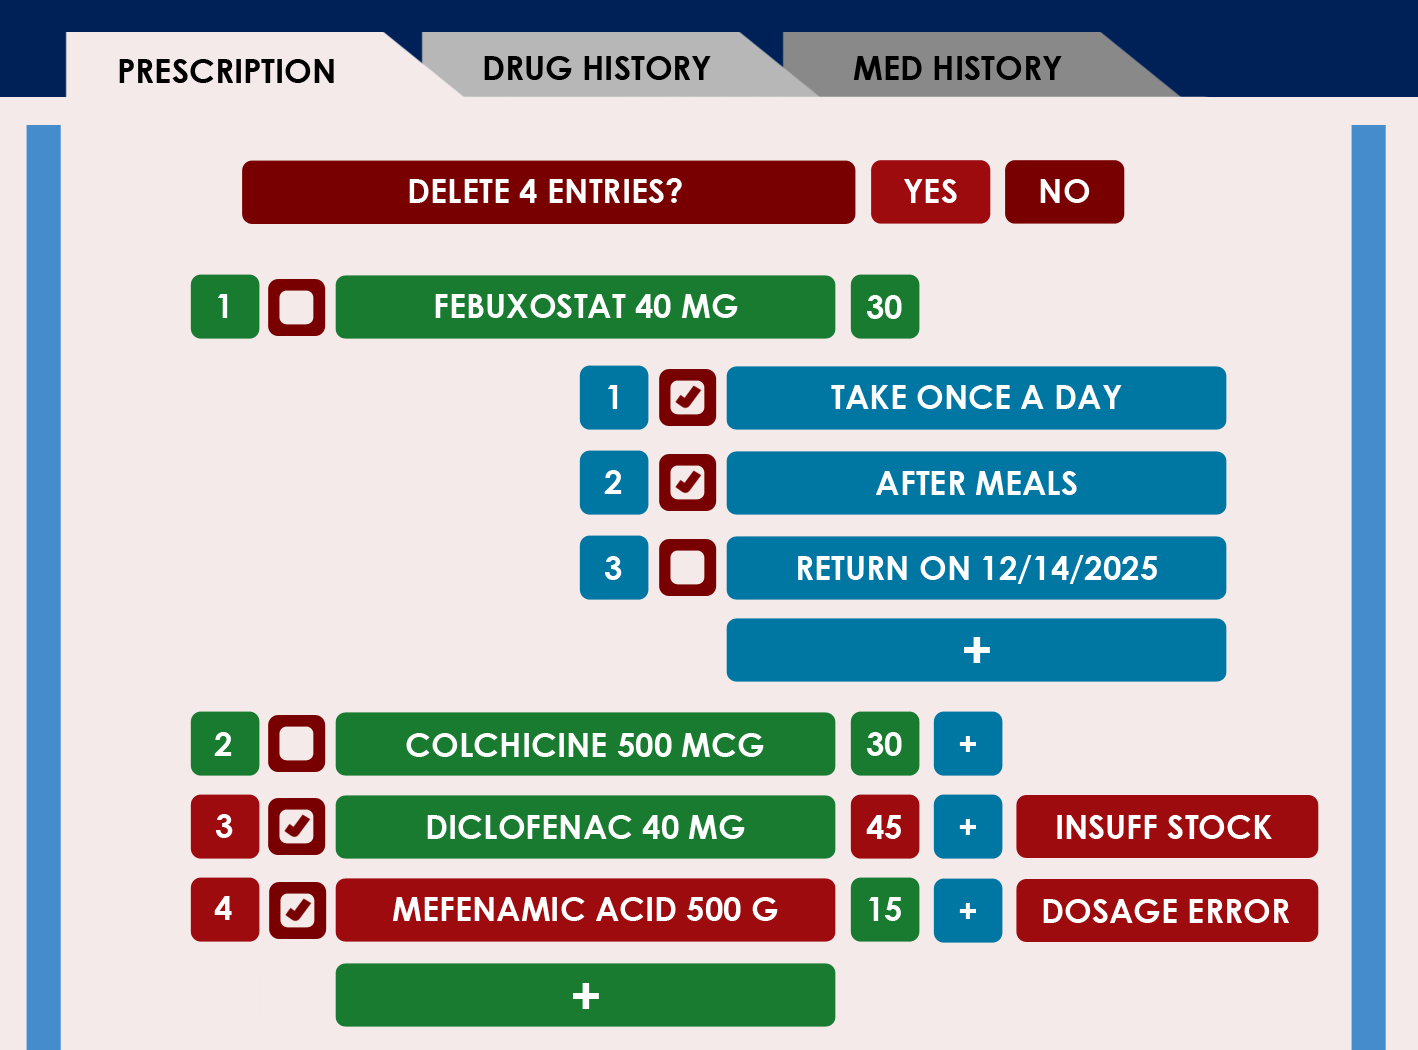 PRESCRIPTION DRUG HISTORY MED HISTORY
DELETE 4 ENTRIES? YES NO
1 FEBUXOSTAT 40 MG 30
1 TAKE ONCE A DAY
2 AFTER MEALS
3 RETURN ON 12/14/2025
+
2 COLCHICINE 500 MCG 30 +
3 DICLOFENAC 40 MG 45 + INSUFF STOCK
4 MEFENAMIC ACID 500 G 15 + DOSAGE ERROR
+